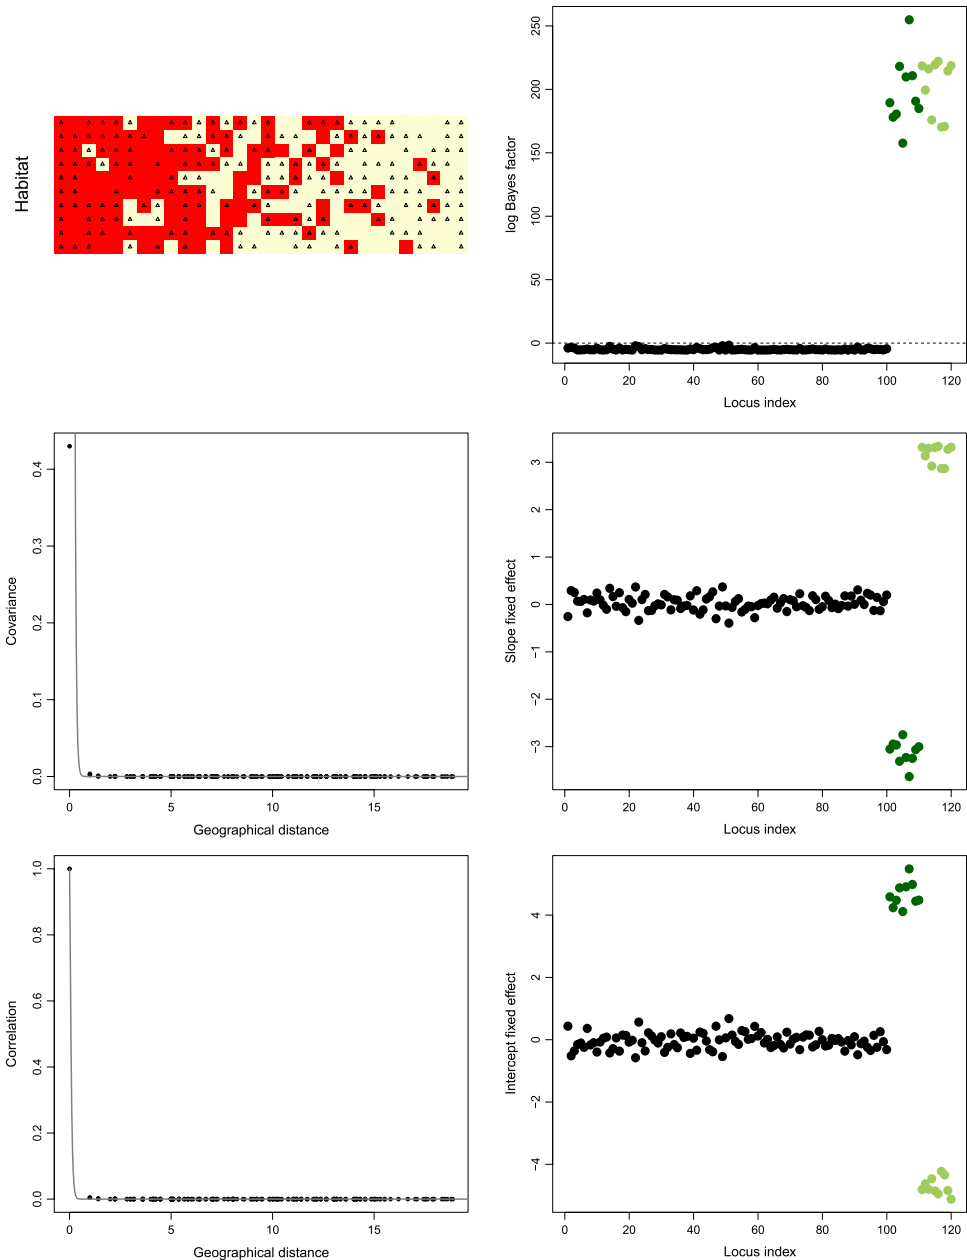 Habitat
log Bayes factor
250
200
150
100
50
0
0 20 40 60 80 100 120
Locus index
Covariance
0.4
0.3
0.2
0.1
0.0
0 5 10 15
Geographical distance
Slope fixed effect
3
2
1
0
−1
−2
−3
0 20 40 60 80 100 120
Locus index
Correlation
1.0
0.8
0.6
0.4
0.2
0.0
0 5 10 15
Geographical distance
Intercept fixed effect
4
2
0
−2
−4
0 20 40 60 80 100 120
Locus index